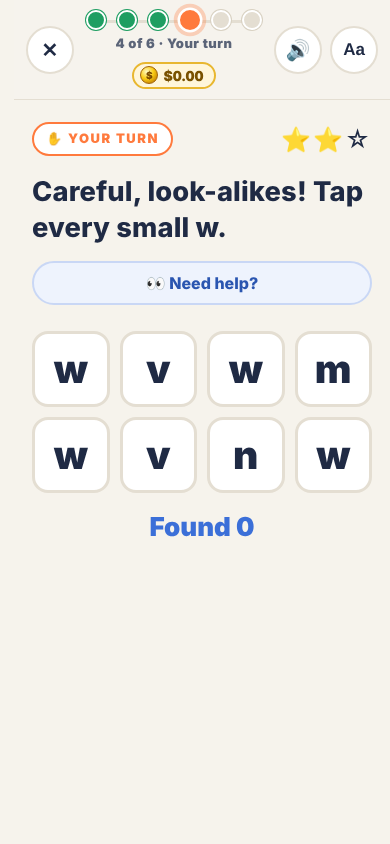 4 of 6 · Your turn
$ $0.00
Aa
YOUR TURN
Careful, look-alikes! Tap
every small w.
Need help?
w v w m
w v n w
Found 0